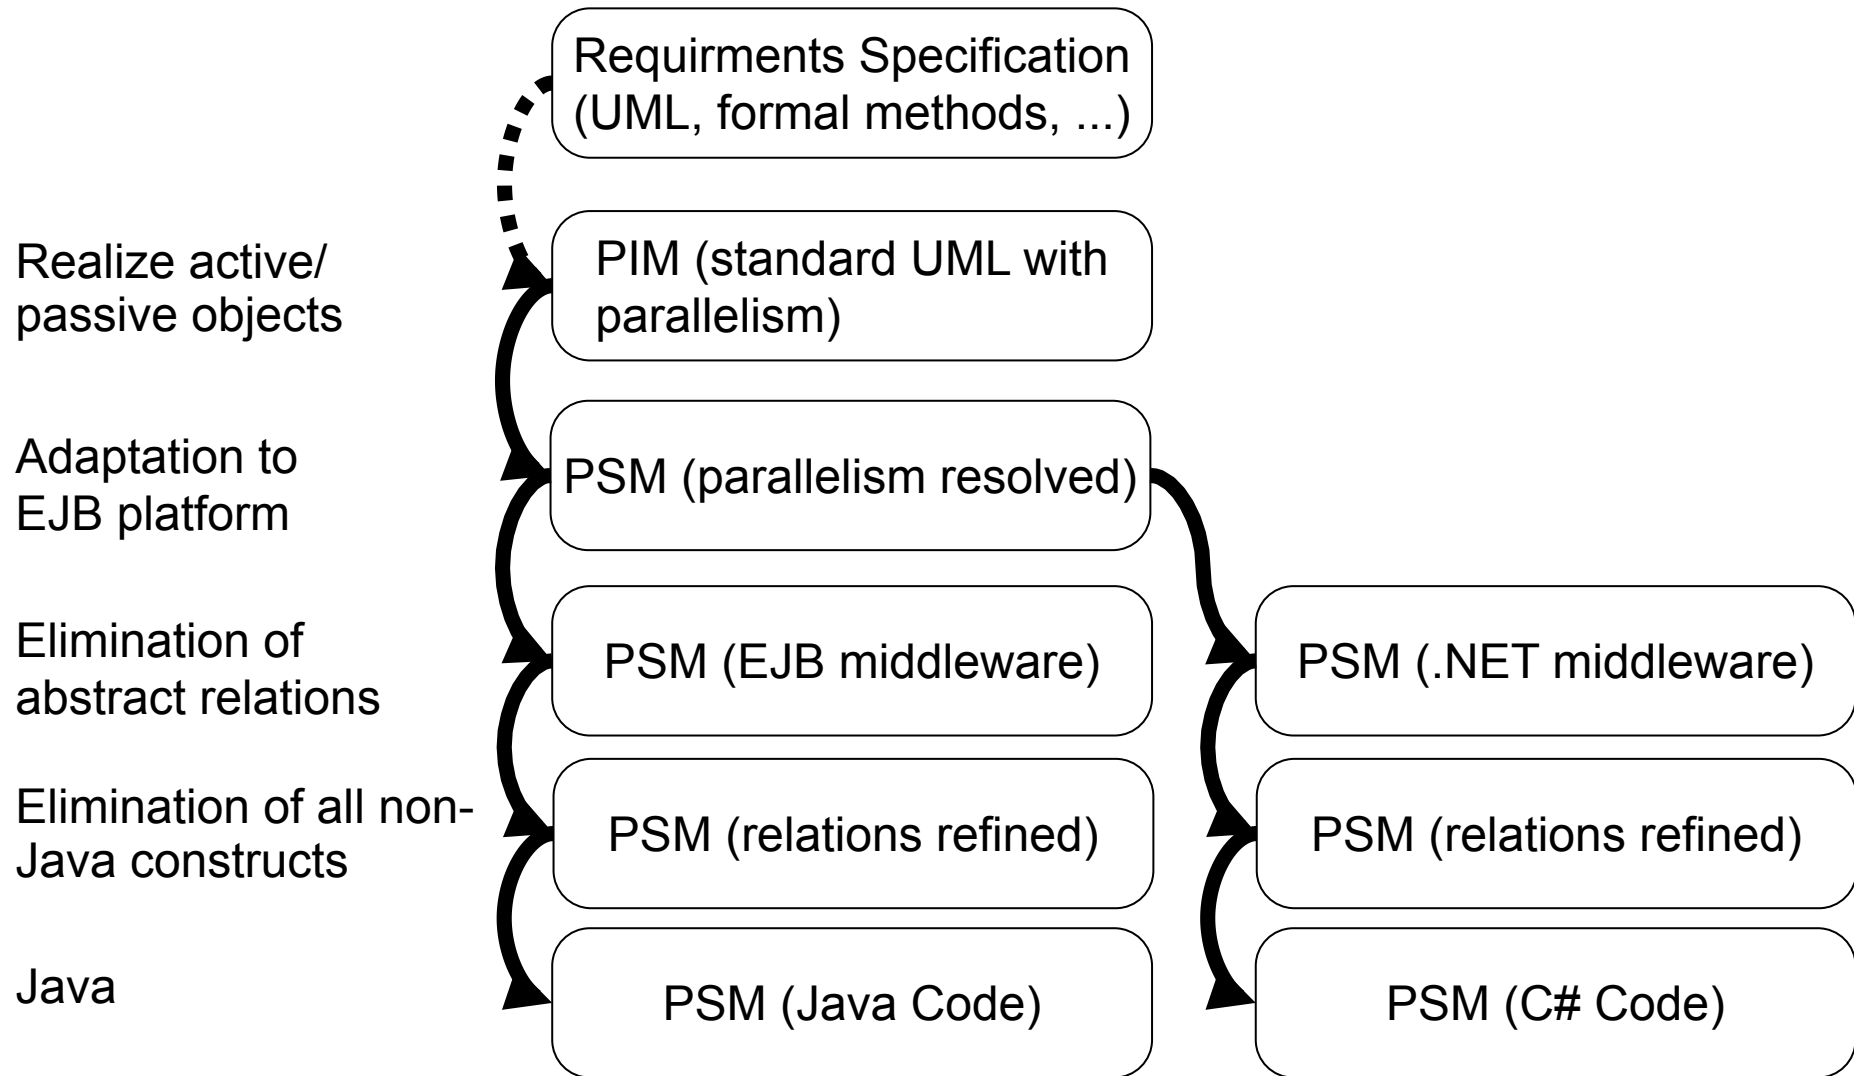 Requirments Specification
(UML, formal methods, ...)
Realize active/
passive objects
PIM (standard UML with
parallelism)
Adaptation to
EJB platform
PSM (parallelism resolved)
Elimination of
abstract relations
PSM (EJB middleware)
PSM (.NET middleware)
Elimination of all non-
Java constructs
PSM (relations refined)
PSM (relations refined)
Java
PSM (Java Code)
PSM (C# Code)